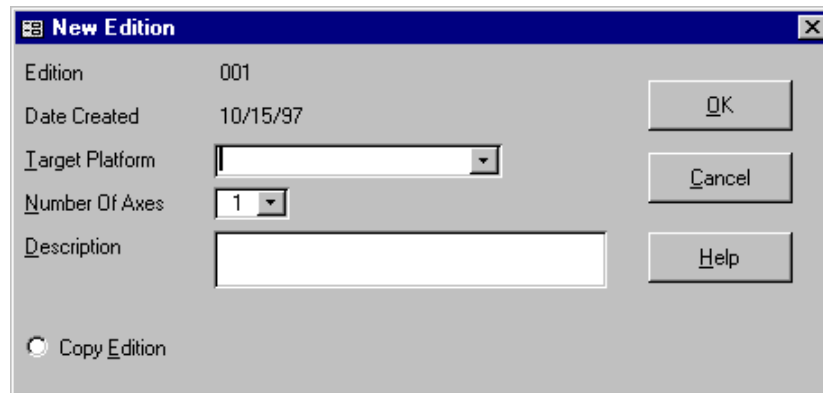 New Edition
Edition 001
Date Created 10/15/97
OK
Target Platform
Cancel
Number Of Axes 1
Description
Help
Copy Edition